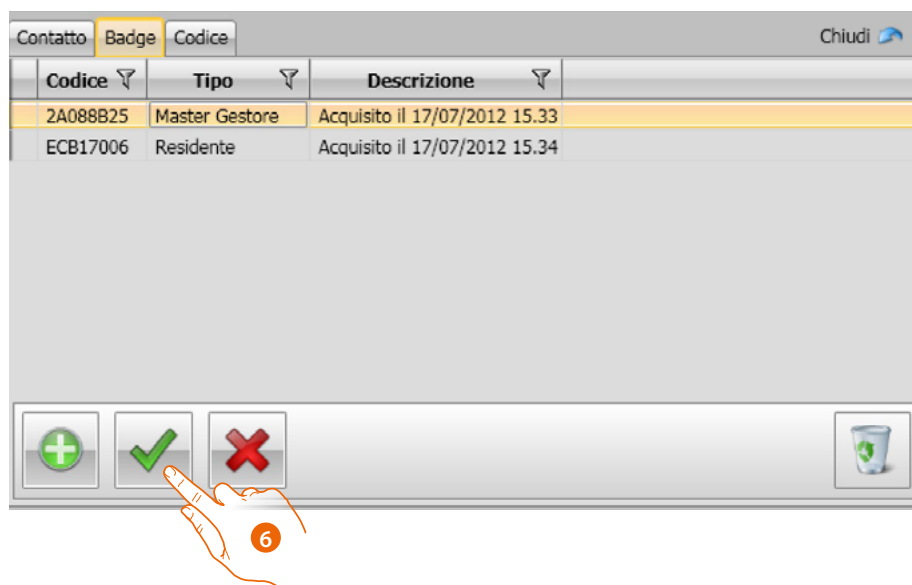 Contatto Badge Codice Chiudi
Codice Tipo Descrizione
2A088B25 Master Gestore Acquisito il 17/07/2012 15.33
ECB17006 Residente Acquisito il 17/07/2012 15.34
6